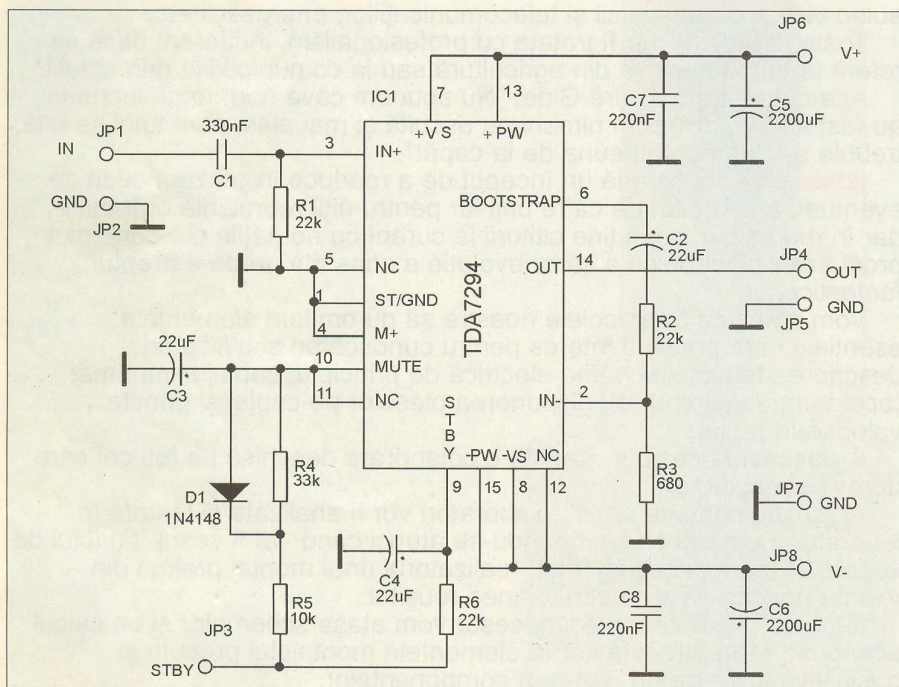 JP6
V+
IC1
7
13
C7
220nF
C5
2200uF
+V S
+ PW
330nF
JP1
IN
3
IN+
C1
GND
JP2
R1
22k
BOOTSTRAP
6
C2
22uF
5
NC
OUT
14
JP4
OUT
GND
JP5
1
ST/GND
4
M+
TDA7294
R2
22k
22uF
10
MUTE
C3
11
NC
IN-
2
S
T
B
Y
-PW
-VS
NC
R4
33k
9
15
8
12
R3
680
D1
1N4148
JP7
GND
C4
22uF
JP8
V-
R5
10k
R6
22k
C8
220nF
C6
2200uF
JP3
STBY